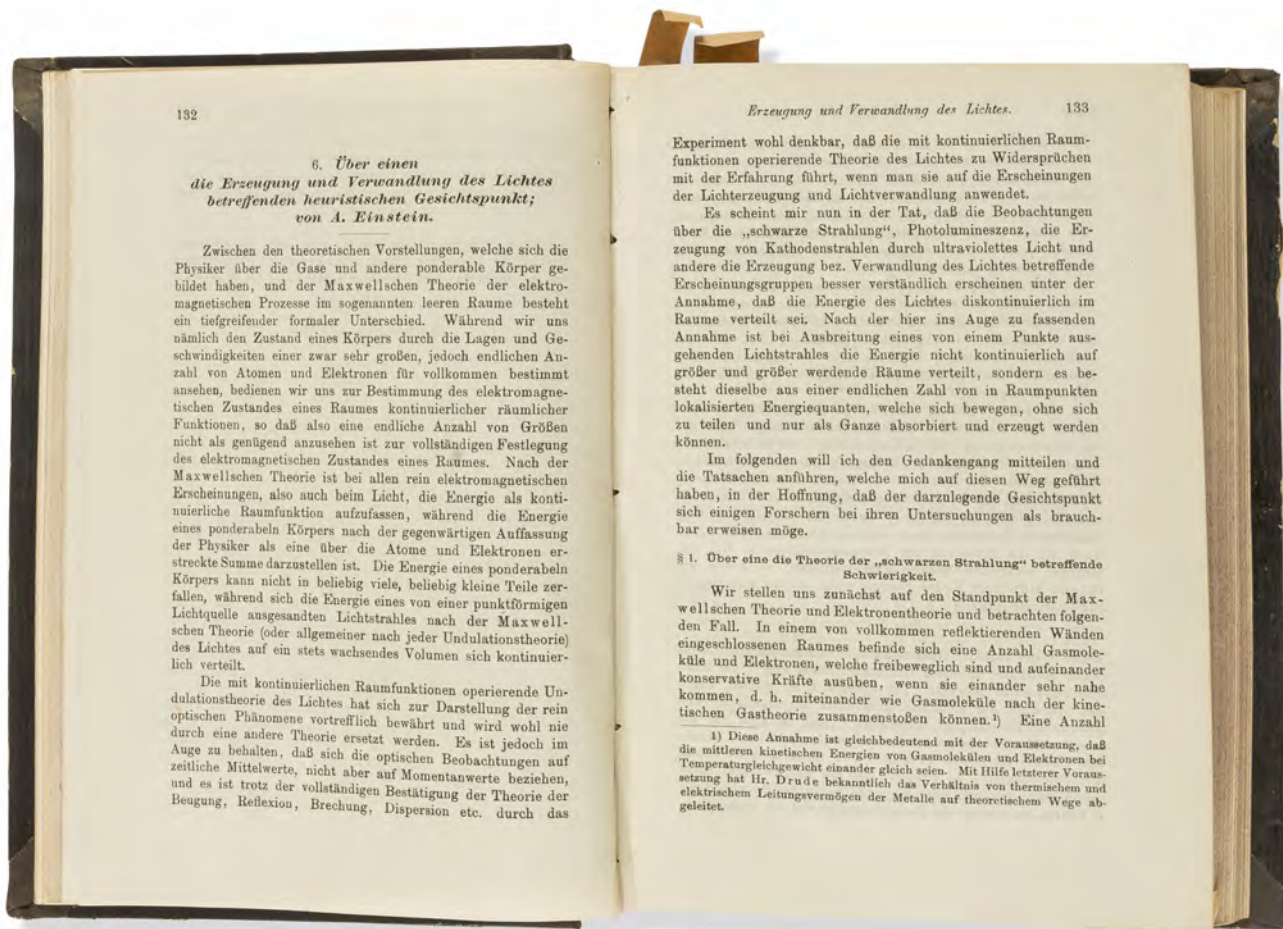 132
6. Über einen
die Erzeugung und Verwandlung des Lichtes
betreffenden heuristischen Gesichtspunkt;
von A. Einstein.
Zwischen den theoretischen Vorstellungen, welche sich die
Physiker über die Gase und andere ponderable Körper ge-
bildet haben, und der Maxwellschen Theorie der elektro-
magnetischen Prozesse im sogenannten leeren Raume besteht
ein tiefgreifender formaler Unterschied. Während wir uns
nämlich den Zustand eines Körpers durch die Lagen und Ge-
schwindigkeiten einer zwar sehr großen, jedoch endlichen An-
zahl von Atomen und Elektronen für vollkommen bestimmt
ansehen, bedienen wir uns zur Bestimmung des elektromagne-
tischen Zustandes eines Raumes kontinuierlicher räumlicher
Funktionen, so daß also eine endliche Anzahl von Größen
nicht als genügend anzusehen ist zur vollständigen Festlegung
des elektromagnetischen Zustandes eines Raumes. Nach der
Maxwellschen Theorie ist bei allen rein elektromagnetischen
Erscheinungen, also auch beim Licht, die Energie als konti-
nuierliche Raumfunktion aufzufassen, während die Energie
eines ponderabeln Körpers nach der gegenwärtigen Auffassung
der Physiker als eine über die Atome und Elektronen er-
streckte Summe darzustellen ist. Die Energie eines ponderabeln
Körpers kann nicht in beliebig viele, beliebig kleine Teile zer-
fallen, während sich die Energie eines von einer punktförmigen
Lichtquelle ausgesandten Lichtstrahles nach der Maxwell-
schen Theorie (oder allgemeiner nach jeder Undulationstheorie)
des Lichtes auf ein stets wachsendes Volumen sich kontinuier-
lich verteilt.
Die mit kontinuierlichen Raumfunktionen operierende Un-
dulationstheorie des Lichtes hat sich zur Darstellung der rein
optischen Phänomene vortrefflich bewährt und wird wohl nie
durch eine andere Theorie ersetzt werden. Es ist jedoch im
Auge zu behalten, daß sich die optischen Beobachtungen auf
zeitliche Mittelwerte, nicht aber auf Momentanwerte beziehen,
und es ist trotz der vollständigen Bestätigung der Theorie der
Beugung, Reflexion, Brechung, Dispersion etc. durch das
Erzeugung und Verwandlung des Lichtes. 133
Experiment wohl denkbar, daß die mit kontinuierlichen Raum-
funktionen operierende Theorie des Lichtes zu Widersprüchen
mit der Erfahrung führt, wenn man sie auf die Erscheinungen
der Lichterzeugung und Lichtverwandlung anwendet.
Es scheint mir nun in der Tat, daß die Beobachtungen
über die „schwarze Strahlung“, Photolumineszenz, die Er-
zeugung von Kathodenstrahlen durch ultraviolettes Licht und
andere die Erzeugung bez. Verwandlung des Lichtes betreffende
Erscheinungsgruppen besser verständlich erscheinen unter der
Annahme, daß die Energie des Lichtes diskontinuierlich im
Raume verteilt sei. Nach der hier ins Auge zu fassenden
Annahme ist bei Ausbreitung eines von einem Punkte aus-
gehenden Lichtstrahles die Energie nicht kontinuierlich auf
größer und größer werdende Räume verteilt, sondern es be-
steht dieselbe aus einer endlichen Zahl von in Raumpunkten
lokalisierten Energiequanten, welche sich bewegen, ohne sich
zu teilen und nur als Ganze absorbiert und erzeugt werden
können.
Im folgenden will ich den Gedankengang mitteilen und
die Tatsachen anführen, welche mich auf diesen Weg geführt
haben, in der Hoffnung, daß der darzulegende Gesichtspunkt
sich einigen Forschern bei ihren Untersuchungen als brauch-
bar erweisen möge.
§ 1. Über eine die Theorie der „schwarzen Strahlung“ betreffende
Schwierigkeit.
Wir stellen uns zunächst auf den Standpunkt der Max-
wellschen Theorie und Elektronentheorie und betrachten folgen-
den Fall. In einem von vollkommen reflektierenden Wänden
eingeschlossenen Raumes befinde sich eine Anzahl Gasmole-
küle und Elektronen, welche freibeweglich sind und aufeinander
konservative Kräfte ausüben, wenn sie einander sehr nahe
kommen, d. h. miteinander wie Gasmoleküle nach der kine-
tischen Gastheorie zusammenstoßen können.¹) Eine Anzahl
1) Diese Annahme ist gleichbedeutend mit der Voraussetzung, daß
die mittleren kinetischen Energien von Gasmolekülen und Elektronen bei
Temperaturgleichgewicht einander gleich seien. Mit Hilfe letzterer Voraus-
setzung hat Hr. Drude bekanntlich das Verhältnis von thermischem und
elektrischem Leitungsvermögen der Metalle auf theoretischem Wege ab-
geleitet.